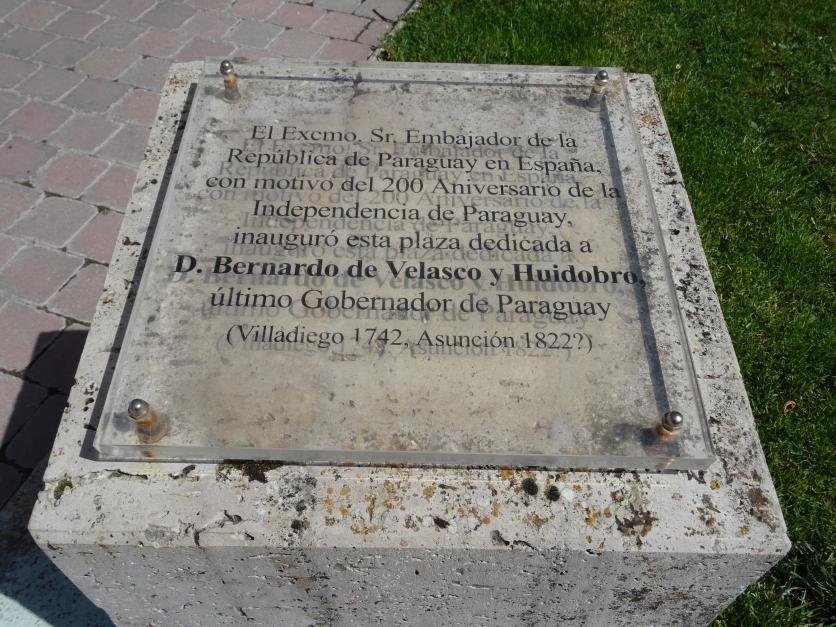 El Excmo. Sr. Embajador de la
República de Paraguay en España,
con motivo del 200 Aniversario de la
Independencia de Paraguay,
inauguró esta plaza dedicada a
D. Bernardo de Velasco y Huidobro,
último Gobernador de Paraguay
(Villadiego 1742, Asunción 1822?)